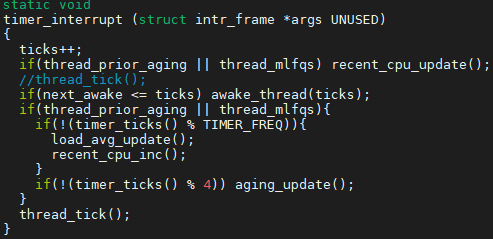 static void
timer_interrupt (struct intr_frame *args UNUSED)
{
  ticks++;
  if(thread_prior_aging || thread_mlfqs) recent_cpu_update();
  //thread_tick();
  if(next_awake <= ticks) awake_thread(ticks);
  if(thread_prior_aging || thread_mlfqs){
    if(!(timer_ticks() % TIMER_FREQ)){
      load_avg_update();
      recent_cpu_inc();
    }
    if(!(timer_ticks() % 4)) aging_update();
  }
  thread_tick();
}